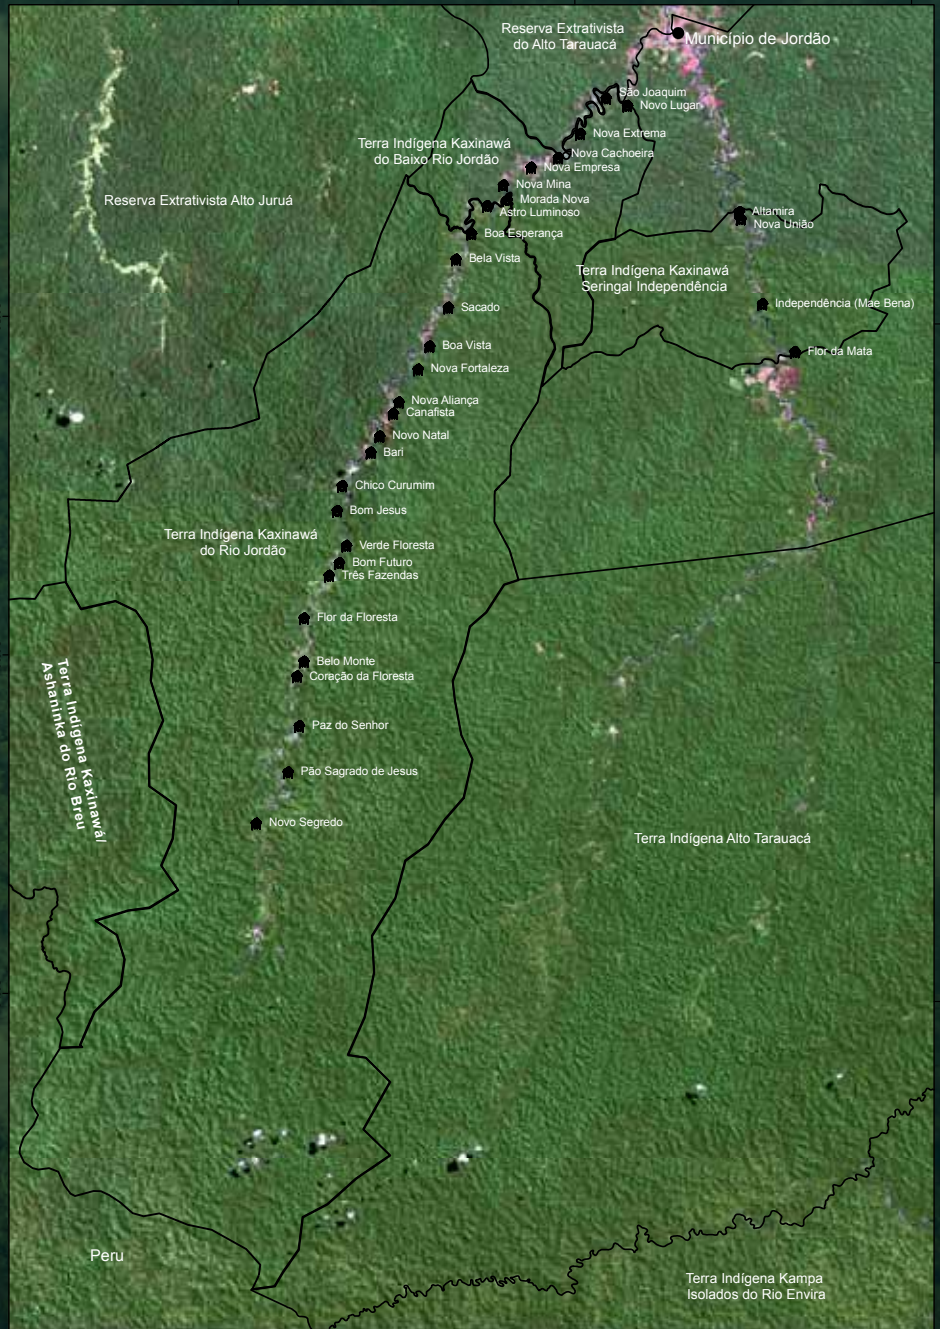 Reserva Extrativista
do Alto Tarauacá
Município de Jordão
São Joaquim
Novo Lugar
Nova Extrema
Terra Indígena Kaxinawá
do Baixo Rio Jordão
Nova Cachoeira
Nova Empresa
Nova Mina
Reserva Extrativista Alto Juruá
Morada Nova
Astro Luminoso
Altamira
Nova União
Boa Esperança
Bela Vista
Terra Indígena Kaxinawá
Seringal Independência
Sacado
Independência (Mãe Bena)
Boa Vista
Flor da Mata
Nova Fortaleza
Nova Aliança
Canafista
Novo Natal
Bari
Chico Curumim
Bom Jesus
Terra Indígena Kaxinawá
do Rio Jordão
Verde Floresta
Bom Futuro
Três Fazendas
Flor da Floresta
Belo Monte
Coração da Floresta
Terra Indígena Kaxinawá/
Ashaninka do Rio Breu
Paz do Senhor
Pão Sagrado de Jesus
Novo Segredo
Terra Indígena Alto Tarauacá
Peru
Terra Indígena Kampa
Isolados do Rio Envira